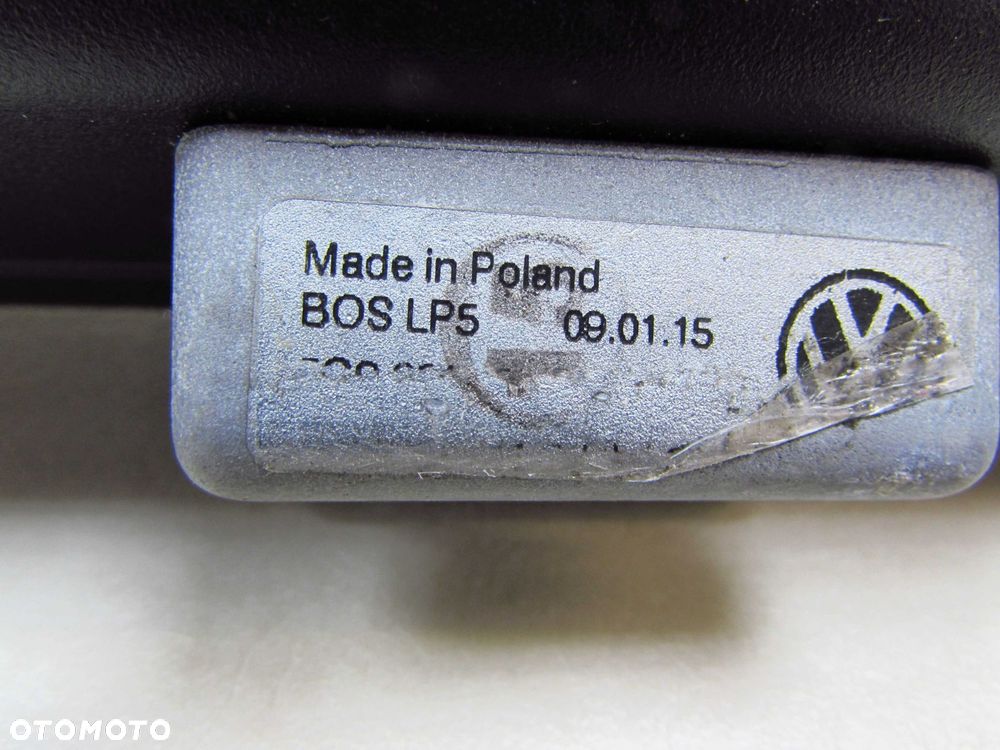 Made in Poland
BOS LP5 09.01.15
OTOMOTO